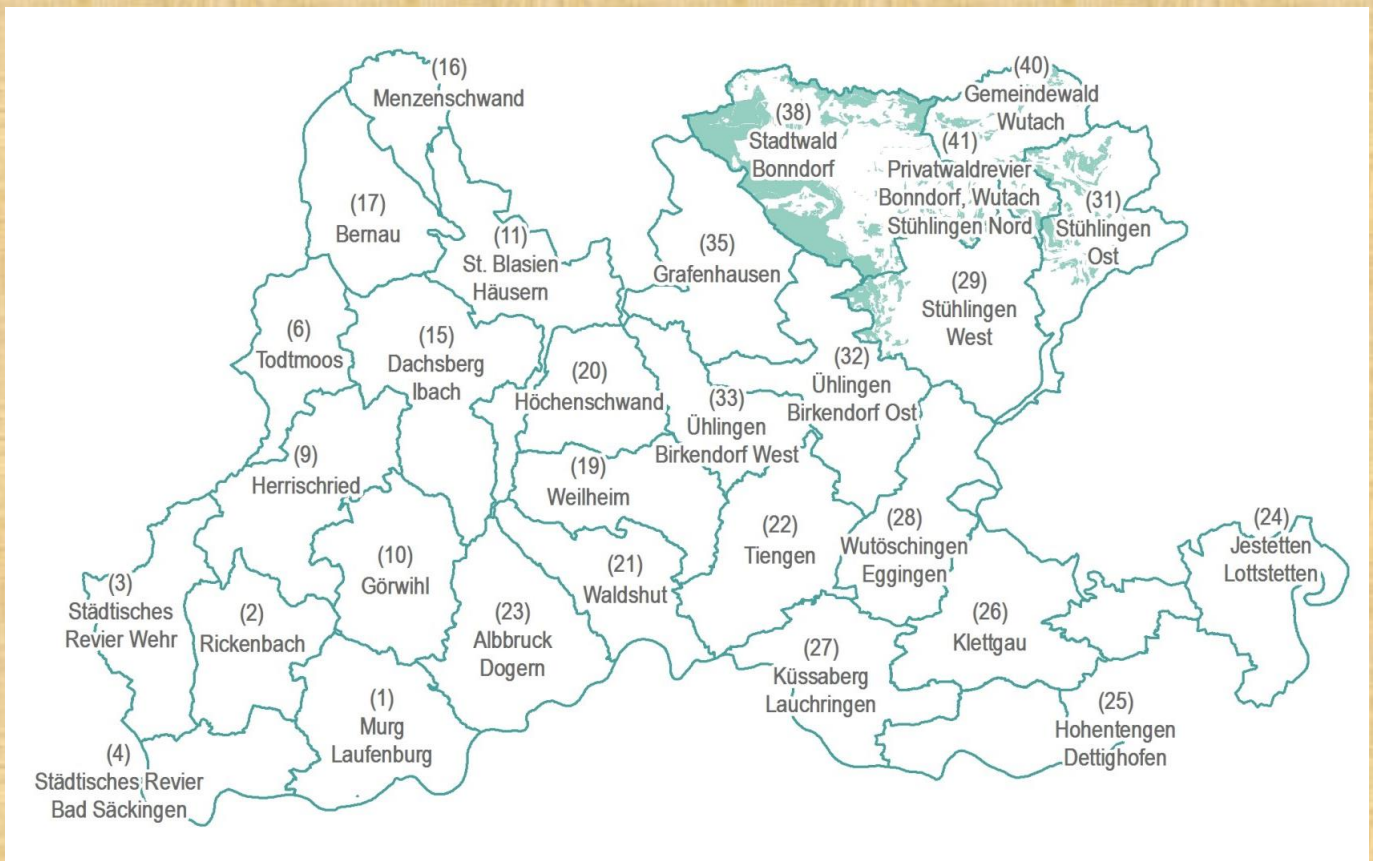 (16)
Menzenschwand
(40)
Gemeindewald
Wutach
(38)
Stadtwald
Bonndorf
(41)
Privatwaldrevier
Bonndorf, Wutach
Stühlingen Nord
(31)
Stühlingen
Ost
(17)
Bernau
(11)
St. Blasien
Häusern
(35)
Grafenhausen
(29)
Stühlingen
West
(6)
Todtmoos
(15)
Dachsberg
Ibach
(20)
Höchenschwand
(32)
Ühlingen
Birkendorf Ost
(33)
Ühlingen
Birkendorf West
(9)
Herrischried
(19)
Weilheim
(10)
Görwihl
(22)
Tiengen
(28)
Wutöschingen
Eggingen
(24)
Jestetten
Lottstetten
(3)
Städtisches
Revier Wehr
(2)
Rickenbach
(21)
Waldshut
(23)
Albbruck
Dogern
(26)
Klettgau
(27)
Küssaberg
Lauchringen
(1)
Murg
Laufenburg
(25)
Hohentengen
Dettighofen
(4)
Städtisches Revier
Bad Säckingen